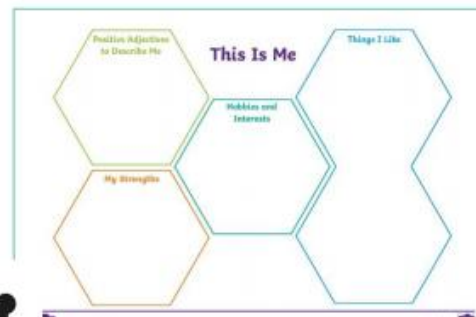 Positive Adjectives
to Describe Me
This Is Me
Things I Like
Hobbies and
Interests
My Strengths